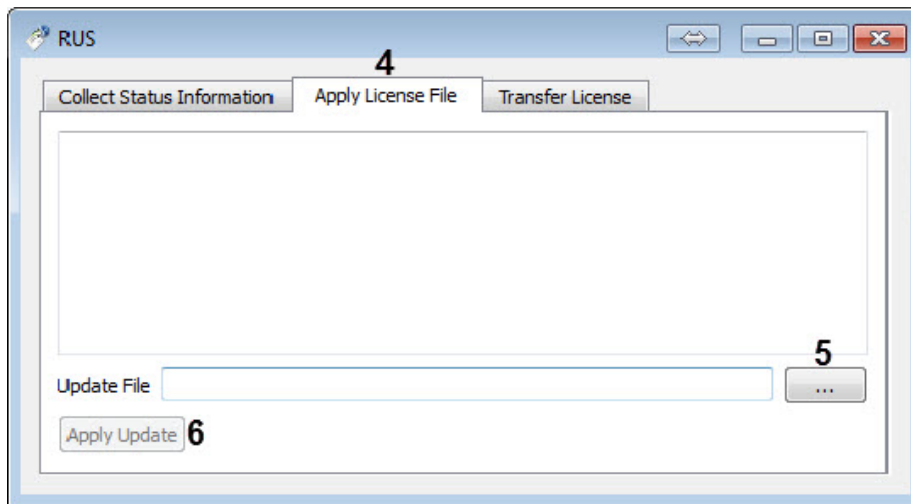 RUS
4
Collect Status Information
Apply License File
Transfer License
5
Update File
...
Apply Update
6